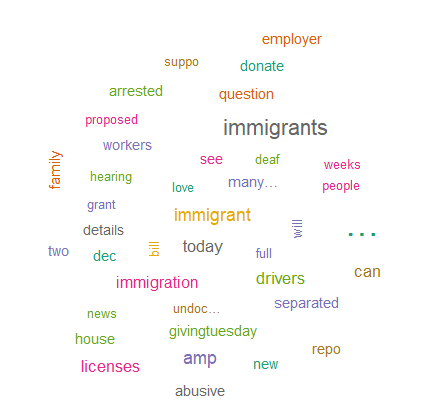 employer
suppo
donate
arrested
question
proposed
immigrants
workers
see
deaf
weeks
family
hearing
love
many…
people
grant
immigrant
details
will
…
two
dec
bill
today
full
can
immigration
drivers
separated
news
undoc…
house
givingtuesday
repo
licenses
amp
new
abusive